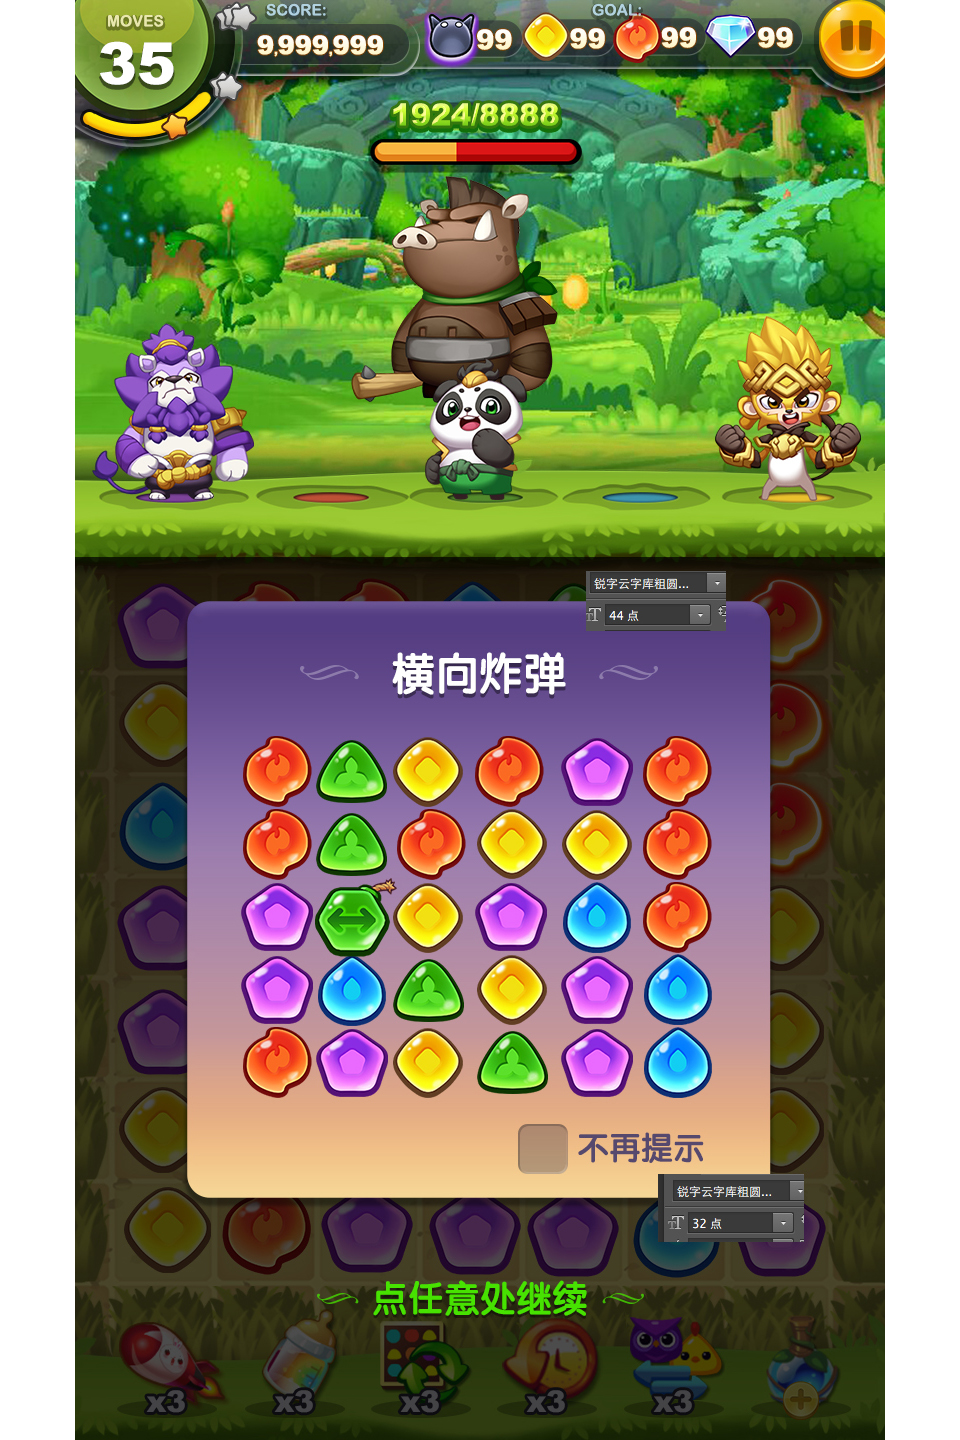 MOVES
35
SCORE:
9,999,999
GOAL:
99
99
99
99
1924/8888
锐字云字库粗圆...
44 点
横向炸弹
不再提示
锐字云字库粗圆...
32 点
点任意处继续
x3
x3
x3
x3
x3